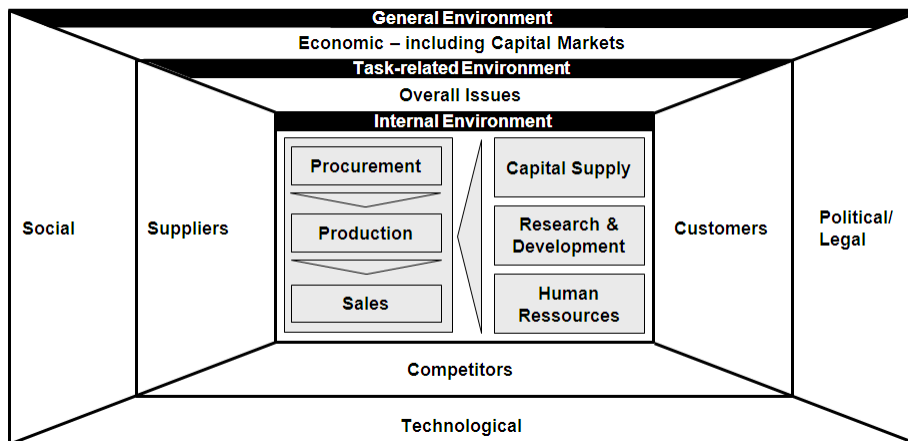 General Environment
Economic – including Capital Markets
Task-related Environment
Overall Issues
Internal Environment
Procurement
Production
Sales
Capital Supply
Research &
Development
Human
Ressources
Social
Suppliers
Customers
Political/
Legal
Competitors
Technological